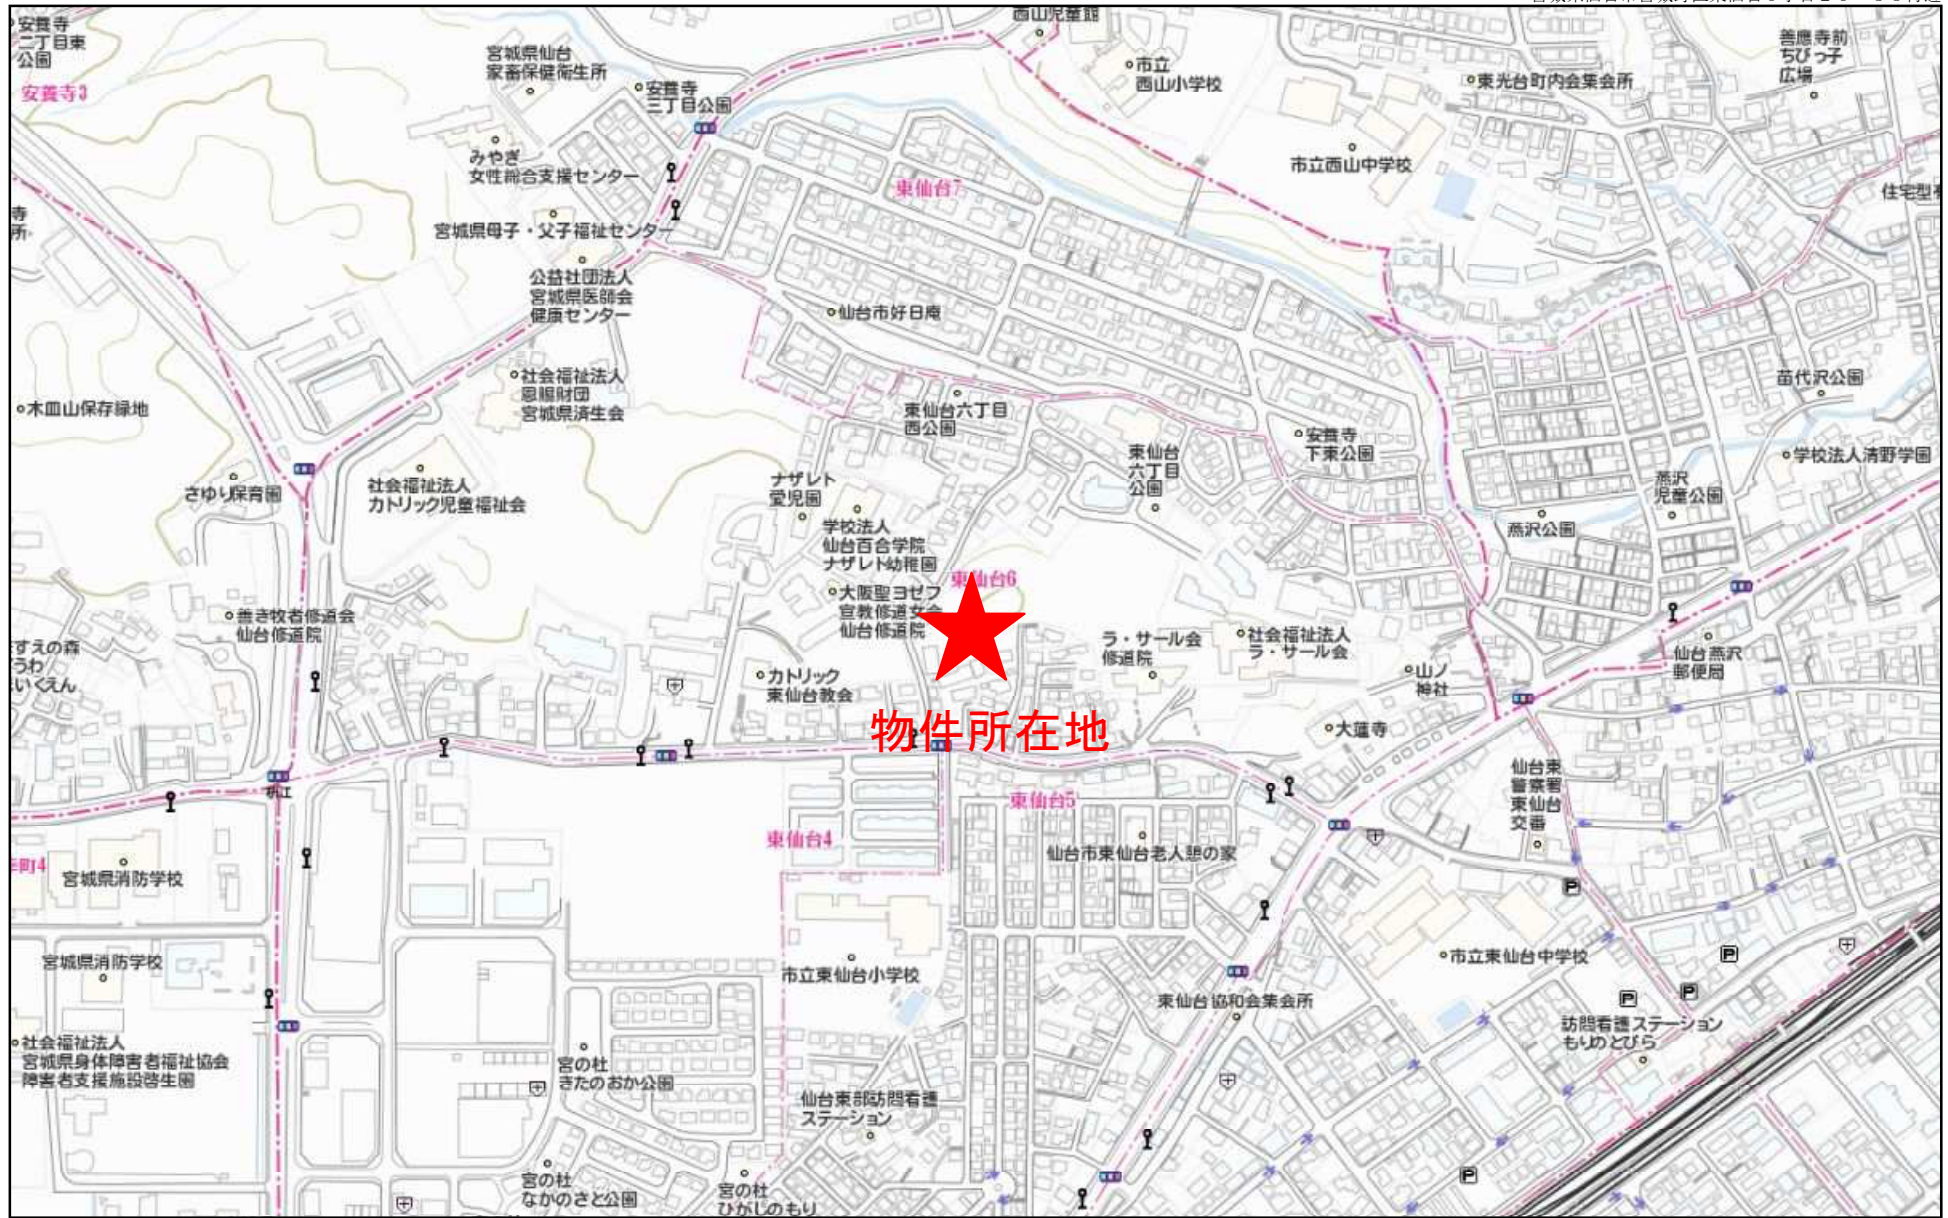 安養寺
二丁目東
公園
安養寺3
宮城県仙台
家畜保健衛生所
安養寺
三丁目公園
西山児童館
市立
西山小学校
東光台町内会集会所
善應寺前
ちびっ子
広場
みやぎ
女性総合支援センター
市立西山中学校
東仙台7
住宅型有
寺
所
宮城県母子・父子福祉センター
公益社団法人
宮城県医師会
健康センター
仙台市好日庵
社会福祉法人
恩賜財団
宮城県済生会
木皿山保存緑地
東仙台六丁目
西公園
苗代沢公園
安養寺
下東公園
東仙台
六丁目
公園
学校法人清野学園
さゆり保育園
社会福祉法人
カトリック児童福祉会
ナザレト
愛児園
燕沢
児童公園
学校法人
仙台百合学院
ナザレト幼稚園
燕沢公園
東仙台6
大阪聖ヨゼフ
宣教修道女会
仙台修道院
善き牧者修道会
仙台修道院
すえの森
ほうわ
ほいくえん
ラ・サール会
修道院
社会福祉法人
ラ・サール会
仙台燕沢
郵便局
カトリック
東仙台教会
山ノ
神社
物件所在地
大蓮寺
枡江
仙台東
警察署
東仙台
交番
東仙台5
東仙台4
仙台市東仙台老人憩の家
幸町4
宮城県消防学校
宮城県消防学校
市立東仙台小学校
市立東仙台中学校
東仙台協和会集会所
訪問看護ステーション
もりのとびら
社会福祉法人
宮城県身体障害者福祉協会
障害者支援施設啓生園
宮の杜
きたのおか公園
仙台東部訪問看護
ステーション
宮の杜
なかのさと公園
宮の杜
ひがしのもり
P
P
P
P
P